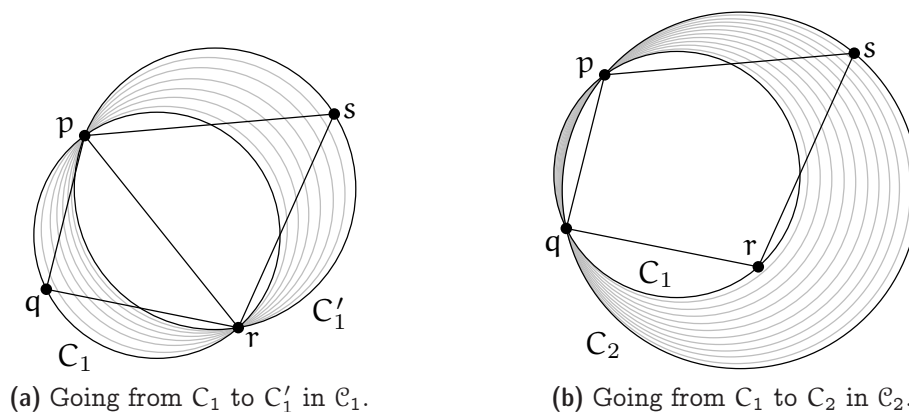 p
s
q
r
C₁
C₁′
(a) Going from C₁ to C₁′ in 𝒞₁.
p
s
q
r
C₁
C₂
(b) Going from C₁ to C₂ in 𝒞₂.